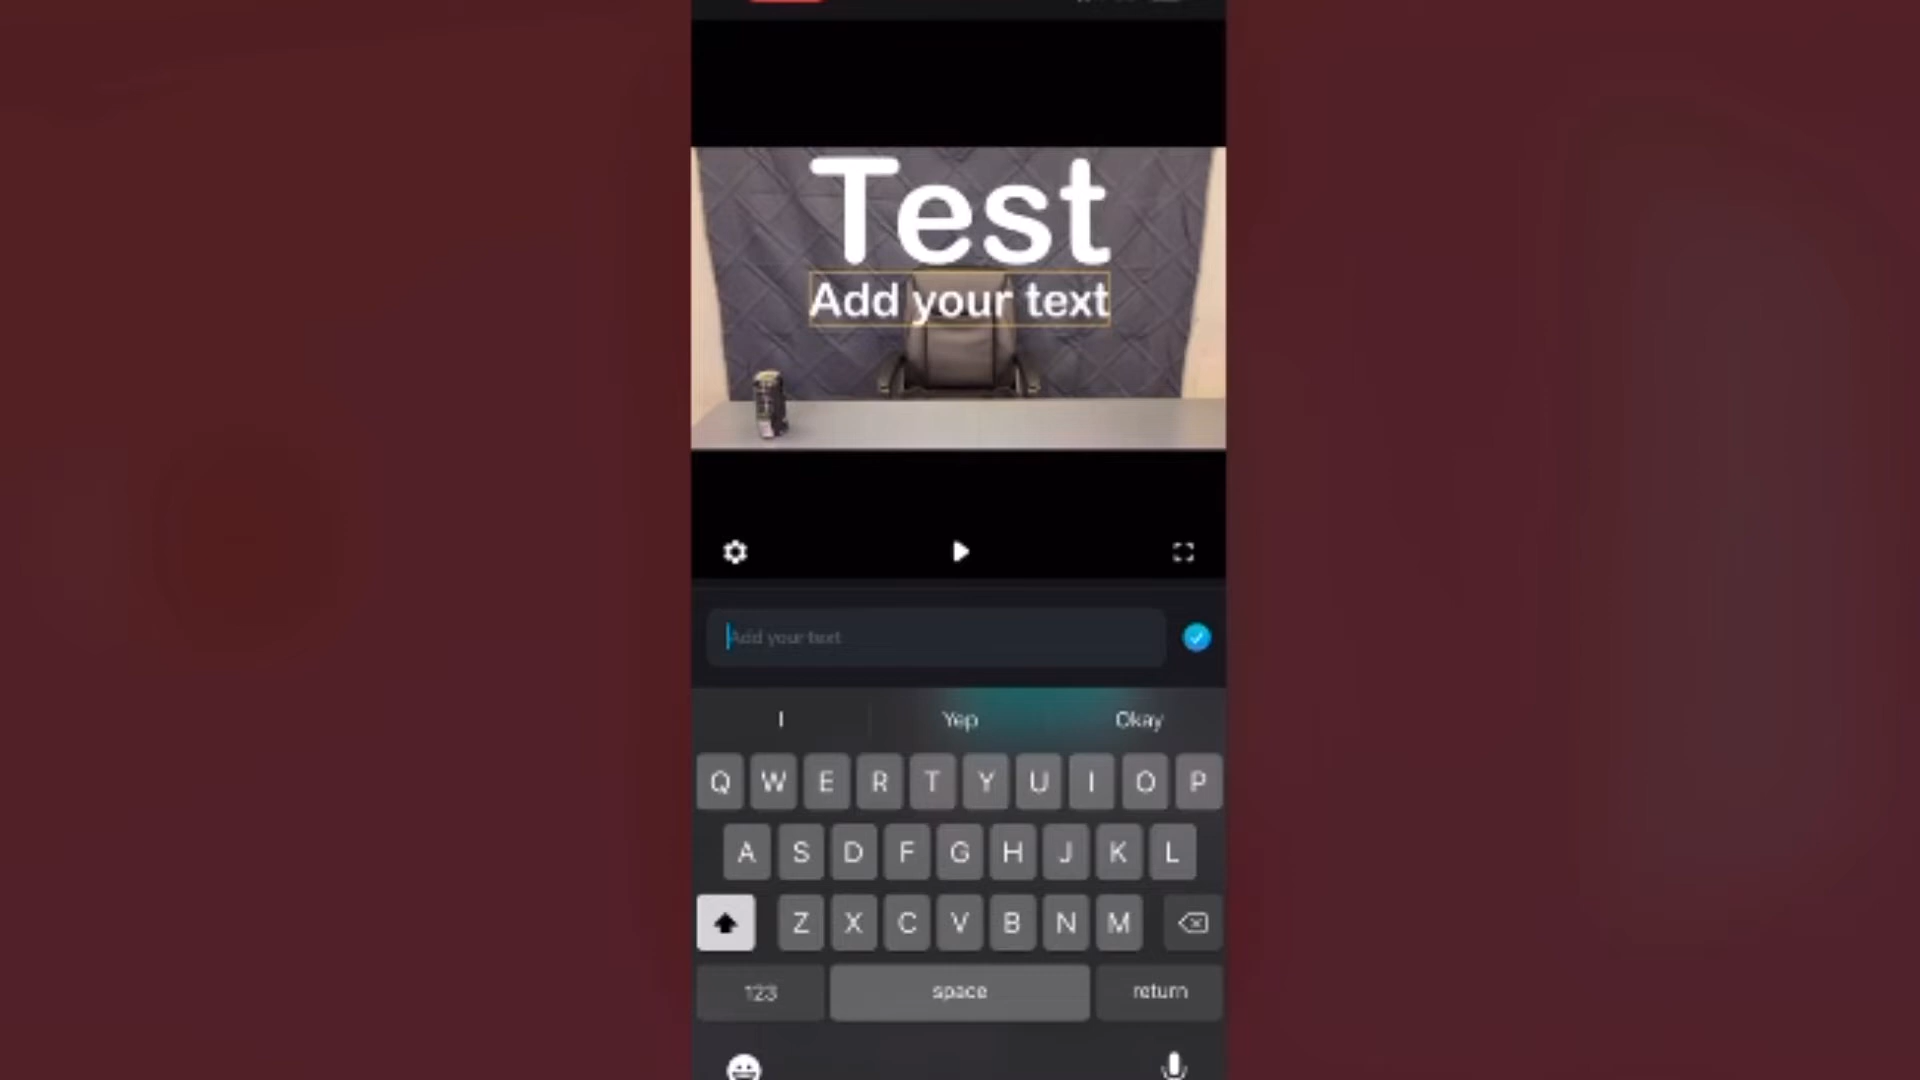 Test
Add your text
Add your text
I Yep Okay
Q W E R T Y U I O P
A S D F G H J K L
Z X C V B N M
123 space return